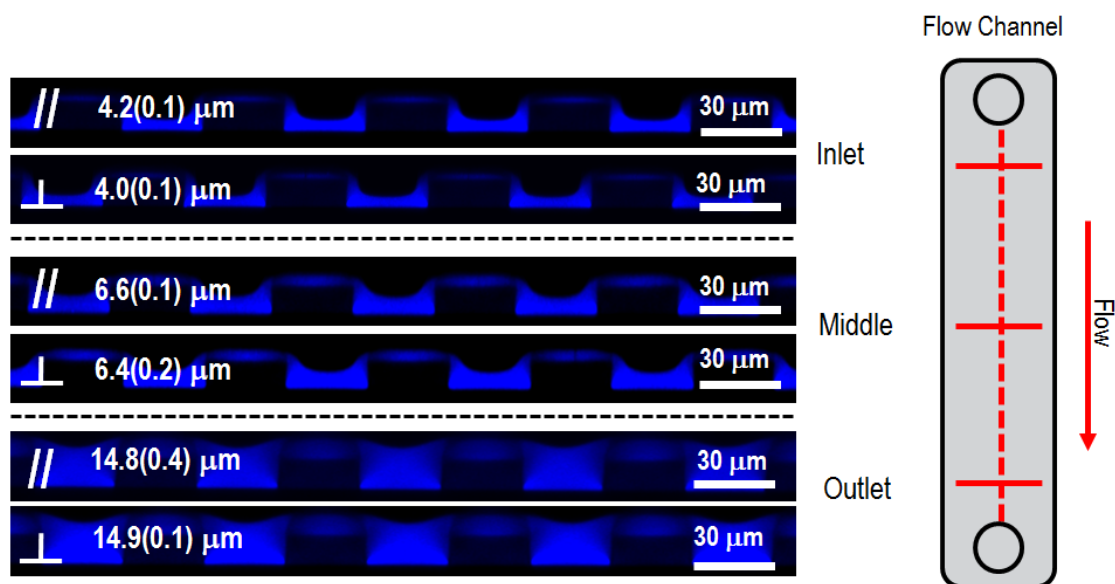 Flow Channel
// 4.2(0.1) μm 30 μm
⊥ 4.0(0.1) μm 30 μm
Inlet
// 6.6(0.1) μm 30 μm
⊥ 6.4(0.2) μm 30 μm
Middle
// 14.8(0.4) μm 30 μm
⊥ 14.9(0.1) μm 30 μm
Outlet
Flow